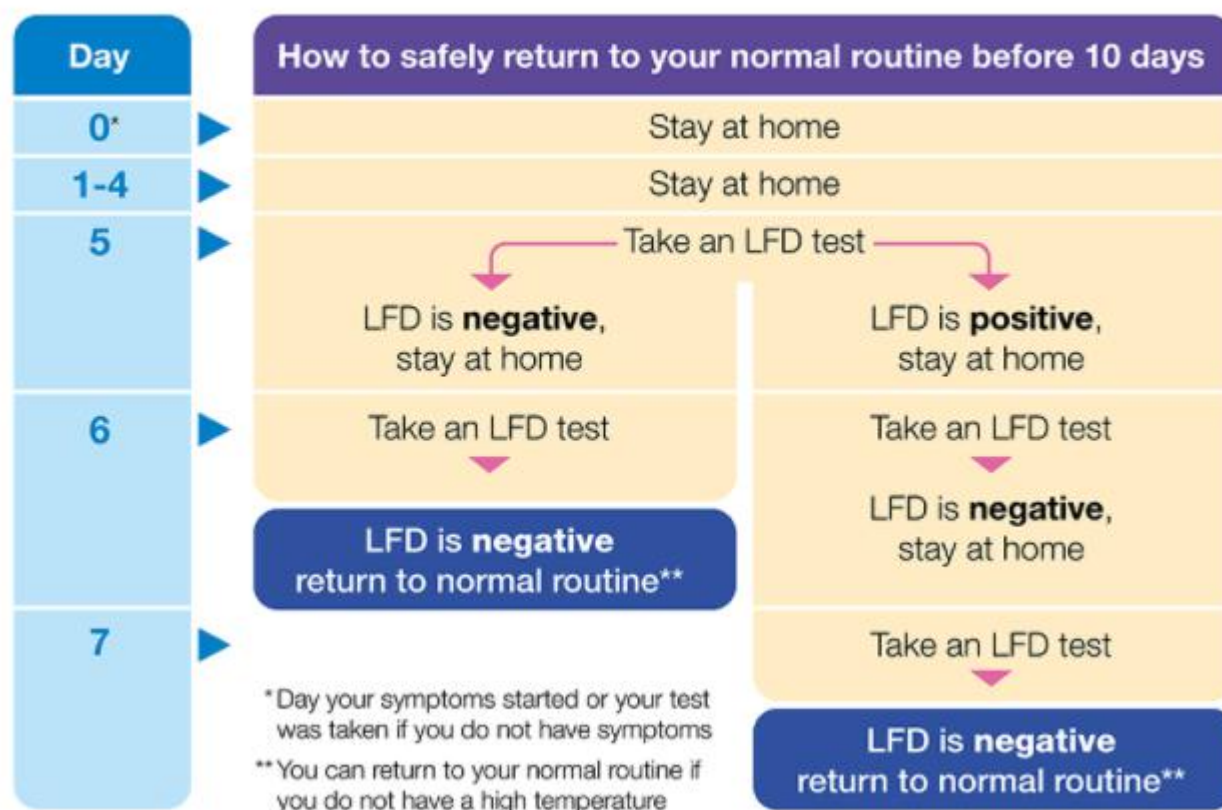 Day
How to safely return to your normal routine before 10 days
0*
Stay at home
1-4
Stay at home
5
Take an LFD test
LFD is negative,
stay at home
LFD is positive,
stay at home
6
Take an LFD test
LFD is negative
return to normal routine**
Take an LFD test
LFD is negative,
stay at home
7
Take an LFD test
LFD is negative
return to normal routine**
*Day your symptoms started or your test
was taken if you do not have symptoms
**You can return to your normal routine if
you do not have a high temperature